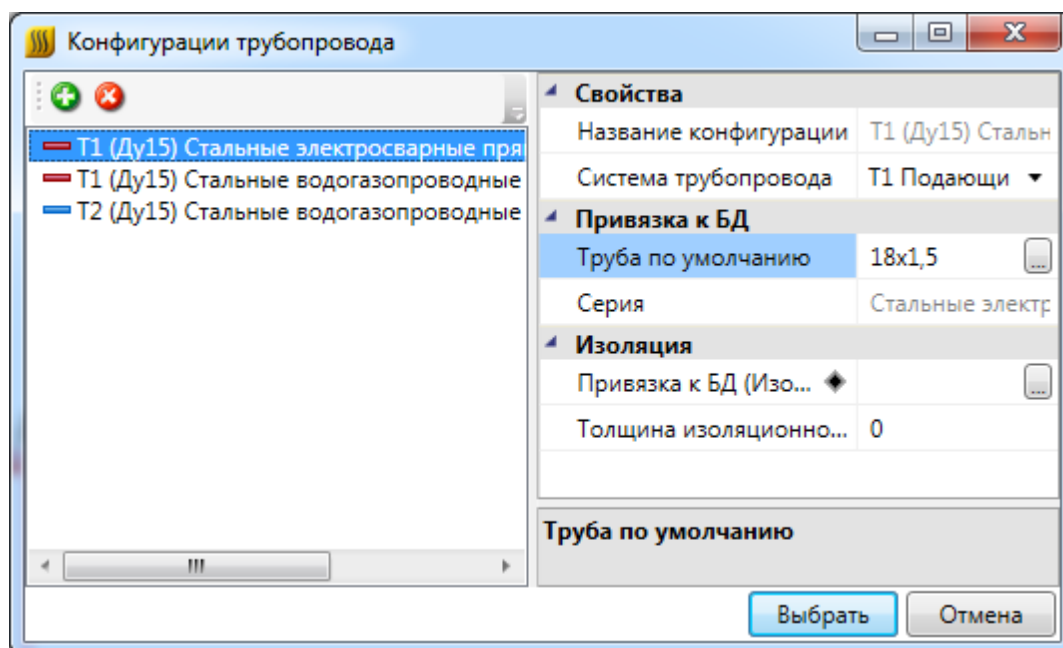 Конфигурации трубопровода
Т1 (Ду15) Стальные электросварные пря
Т1 (Ду15) Стальные водогазопроводные
Т2 (Ду15) Стальные водогазопроводные
Свойства
Название конфигурации Т1 (Ду15) Стальн
Система трубопровода Т1 Подающи
Привязка к БД
Труба по умолчанию 18x1,5 ...
Серия Стальные электр
Изоляция
Привязка к БД (Изо... ...
Толщина изоляционно... 0
Труба по умолчанию
Выбрать Отмена